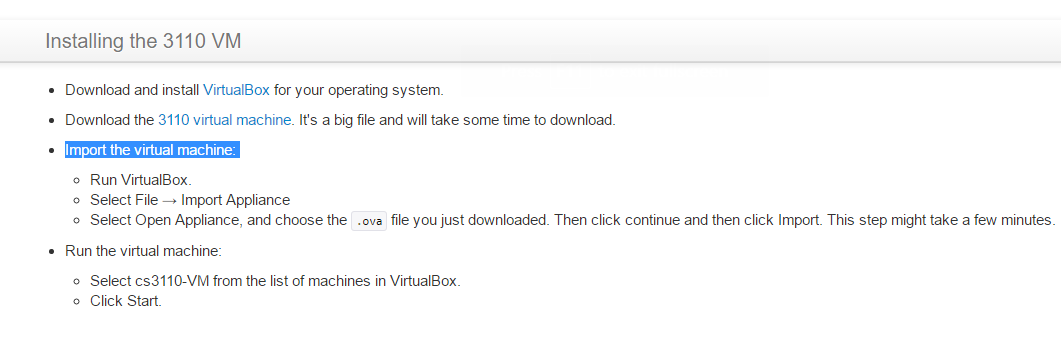 Installing the 3110 VM
Download and install VirtualBox for your operating system.
Download the 3110 virtual machine. It's a big file and will take some time to download.
Import the virtual machine:
Run VirtualBox.
Select File → Import Appliance
Select Open Appliance, and choose the .ova file you just downloaded. Then click continue and then click Import. This step might take a few minutes.
Run the virtual machine:
Select cs3110-VM from the list of machines in VirtualBox.
Click Start.